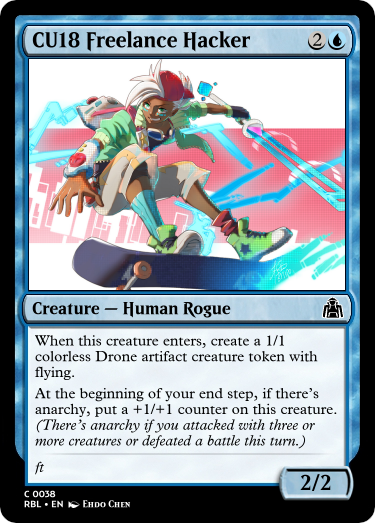 CU18 Freelance Hacker 2
Creature — Human Rogue
When this creature enters, create a 1/1
colorless Drone artifact creature token with
flying.
At the beginning of your end step, if there's
anarchy, put a +1/+1 counter on this creature.
(There's anarchy if you attacked with three or
more creatures or defeated a battle this turn.)
ft
2/2
C 0038
RBL • EN Ehdo Chen